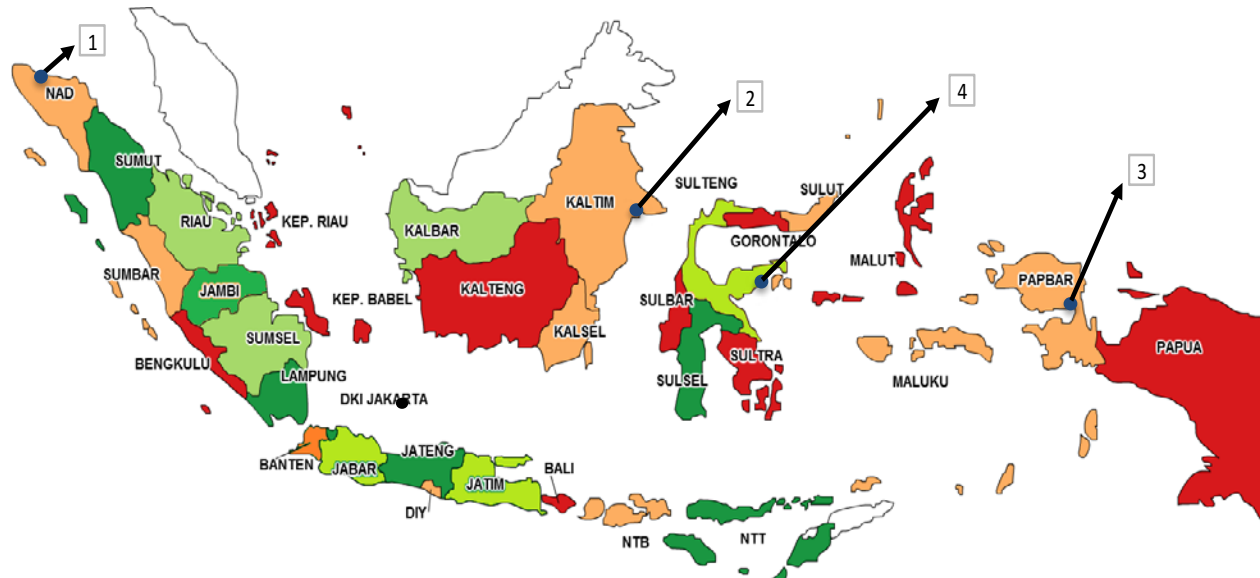 1
2
4
3
NAD
SUMUT
RIAU
KEP. RIAU
SUMBAR
JAMBI
KEP. BABEL
SUMSEL
BENGKULU
LAMPUNG
KALBAR
KALTENG
KALTIM
KALSEL
SULTENG
SULUT
GORONTALO
SULBAR
SULTRA
SULSEL
MALUT
MALUKU
PAPBAR
PAPUA
DKI JAKARTA
BANTEN
JABAR
JATENG
DIY
JATIM
BALI
NTB
NTT